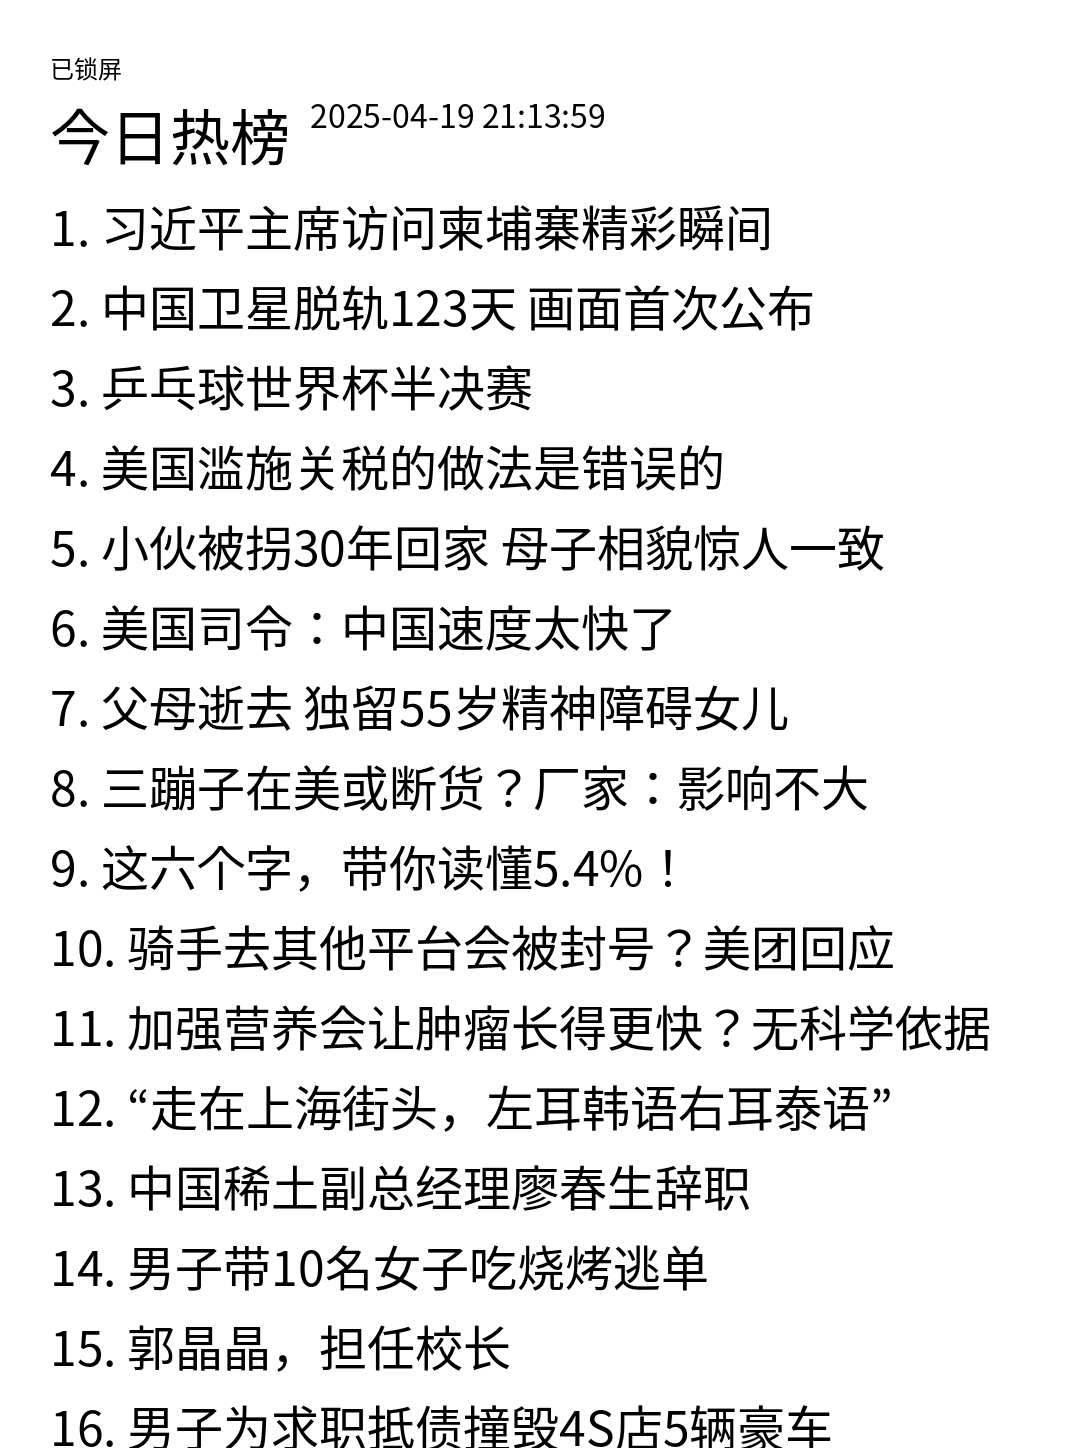 已锁屏
今日热榜 2025-04-19 21:13:59
1. 习近平主席访问柬埔寨精彩瞬间
2. 中国卫星脱轨123天 画面首次公布
3. 乒乓球世界杯半决赛
4. 美国滥施关税的做法是错误的
5. 小伙被拐30年回家 母子相貌惊人一致
6. 美国司令：中国速度太快了
7. 父母逝去 独留55岁精神障碍女儿
8. 三蹦子在美或断货？厂家：影响不大
9. 这六个字，带你读懂5.4%！
10. 骑手去其他平台会被封号？美团回应
11. 加强营养会让肿瘤长得更快？无科学依据
12. “走在上海街头，左耳韩语右耳泰语”
13. 中国稀土副总经理廖春生辞职
14. 男子带10名女子吃烧烤逃单
15. 郭晶晶，担任校长
16. 男子为求职抵债撞毁4S店5辆豪车